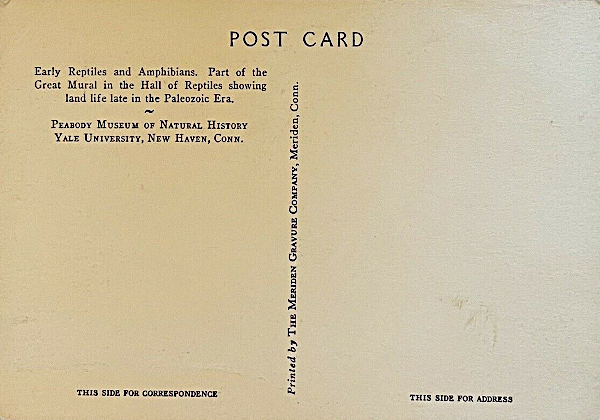 POST CARD
Early Reptiles and Amphibians. Part of the
Great Mural in the Hall of Reptiles showing
land life late in the Paleozoic Era.
~
Peabody Museum of Natural History
Yale University, New Haven, Conn.
Printed by The Meriden Gravure Company, Meriden, Conn.
THIS SIDE FOR CORRESPONDENCE
THIS SIDE FOR ADDRESS